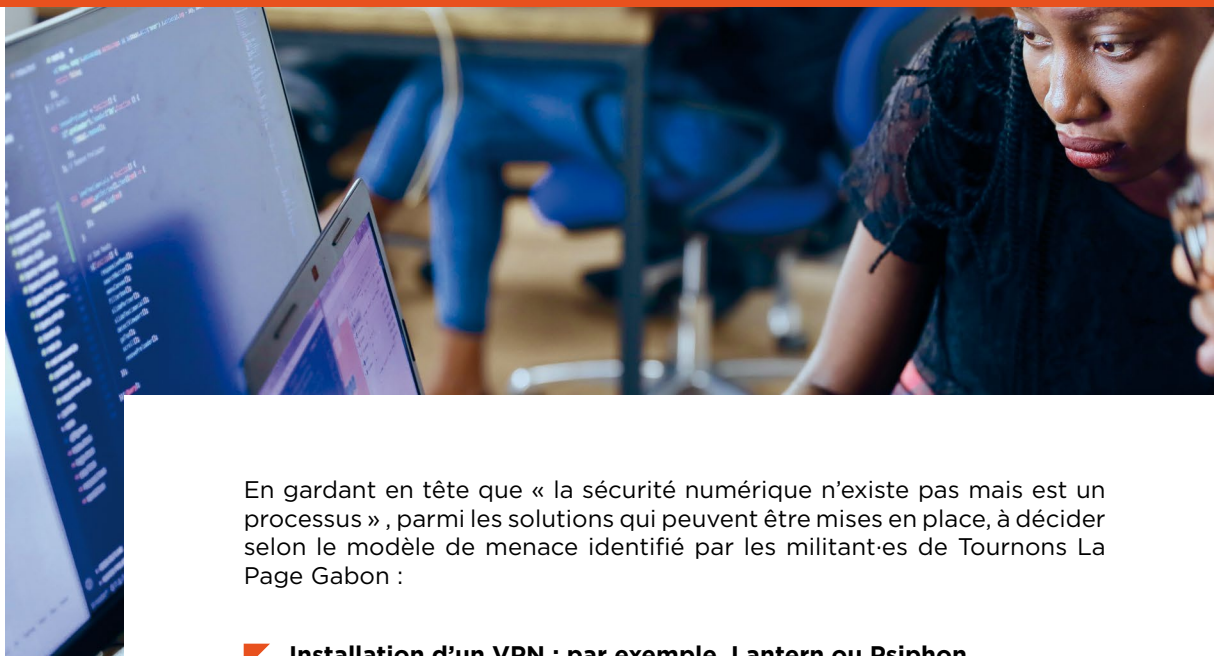 En gardant en tête que « la sécurité numérique n'existe pas mais est un
processus » , parmi les solutions qui peuvent être mises en place, à décider
selon le modèle de menace identifié par les militant·es de Tournons La
Page Gabon :
Installation d'un VPN : par exemple, Lantern ou Psiphon